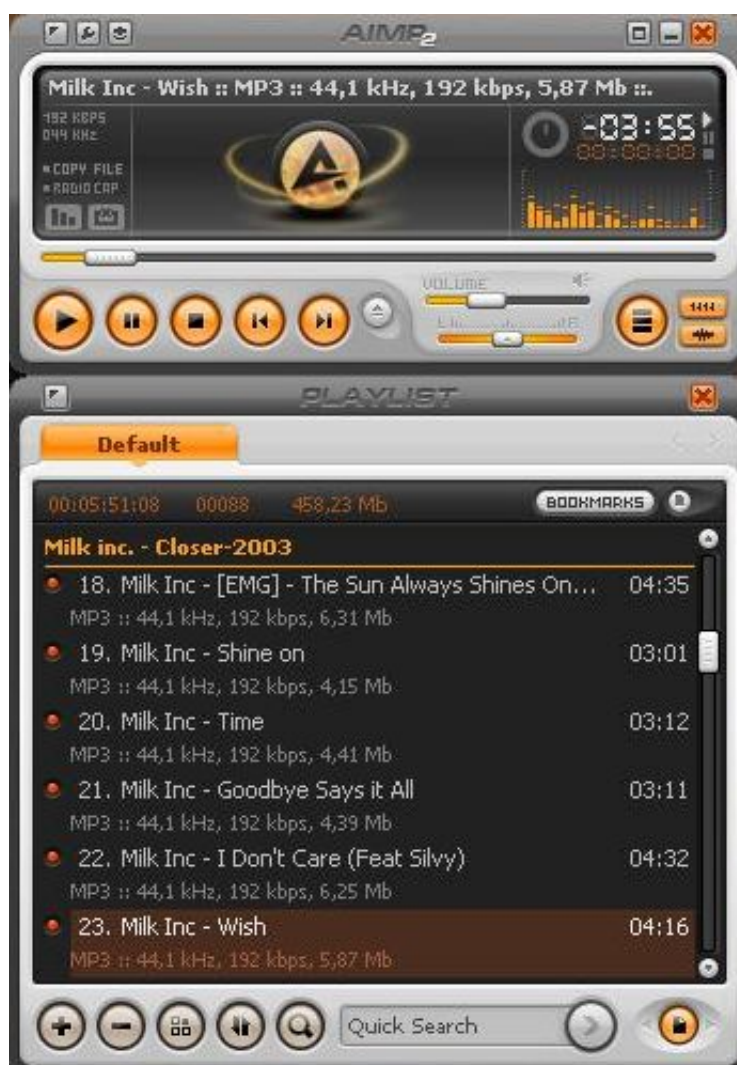 AIMP2
Milk Inc - Wish :: MP3 :: 44,1 kHz, 192 kbps, 5,87 Mb ::.
192 KBPS
044 KHz
-03:55
00:00:00:00
COPY FILE
RADIO CAP
VOLUME
L R
PLAYLIST
Default
00:05:51:08 00088 458,23 Mb BOOKMARKS
Milk inc. - Closer-2003
18. Milk Inc - [EMG] - The Sun Always Shines On... 04:35
MP3 :: 44,1 kHz, 192 kbps, 6,31 Mb
19. Milk Inc - Shine on 03:01
MP3 :: 44,1 kHz, 192 kbps, 4,15 Mb
20. Milk Inc - Time 03:12
MP3 :: 44,1 kHz, 192 kbps, 4,41 Mb
21. Milk Inc - Goodbye Says it All 03:11
MP3 :: 44,1 kHz, 192 kbps, 4,39 Mb
22. Milk Inc - I Don't Care (Feat Silvy) 04:32
MP3 :: 44,1 kHz, 192 kbps, 6,25 Mb
23. Milk Inc - Wish 04:16
MP3 :: 44,1 kHz, 192 kbps, 5,87 Mb
Quick Search